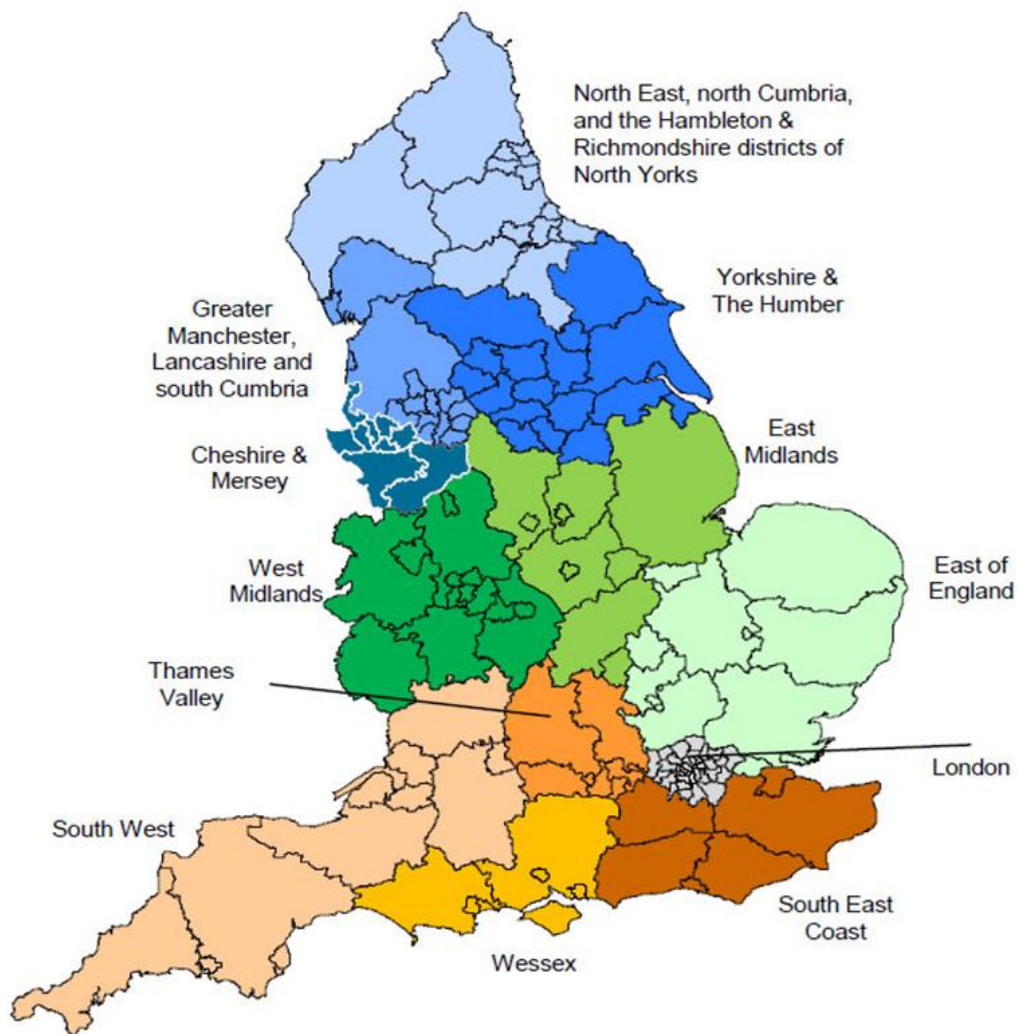 North East, north Cumbria,
and the Hambleton &
Richmondshire districts of
North Yorks
Yorkshire &
The Humber
Greater
Manchester,
Lancashire and
south Cumbria
East
Midlands
Cheshire &
Mersey
West
Midlands
East of
England
Thames
Valley
London
South West
South East
Coast
Wessex